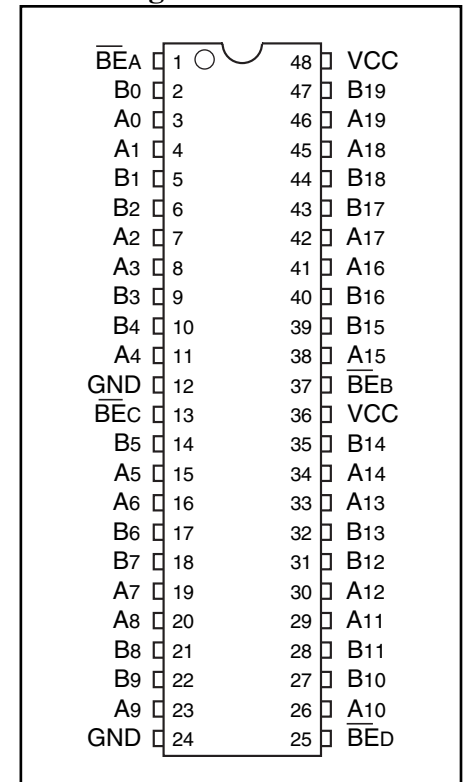 B̅E̅A 1 48 VCC
B0 2 47 B19
A0 3 46 A19
A1 4 45 A18
B1 5 44 B18
B2 6 43 B17
A2 7 42 A17
A3 8 41 A16
B3 9 40 B16
B4 10 39 B15
A4 11 38 A15
GND 12 37 B̅E̅B
B̅E̅C 13 36 VCC
B5 14 35 B14
A5 15 34 A14
A6 16 33 A13
B6 17 32 B13
B7 18 31 B12
A7 19 30 A12
A8 20 29 A11
B8 21 28 B11
B9 22 27 B10
A9 23 26 A10
GND 24 25 B̅E̅D